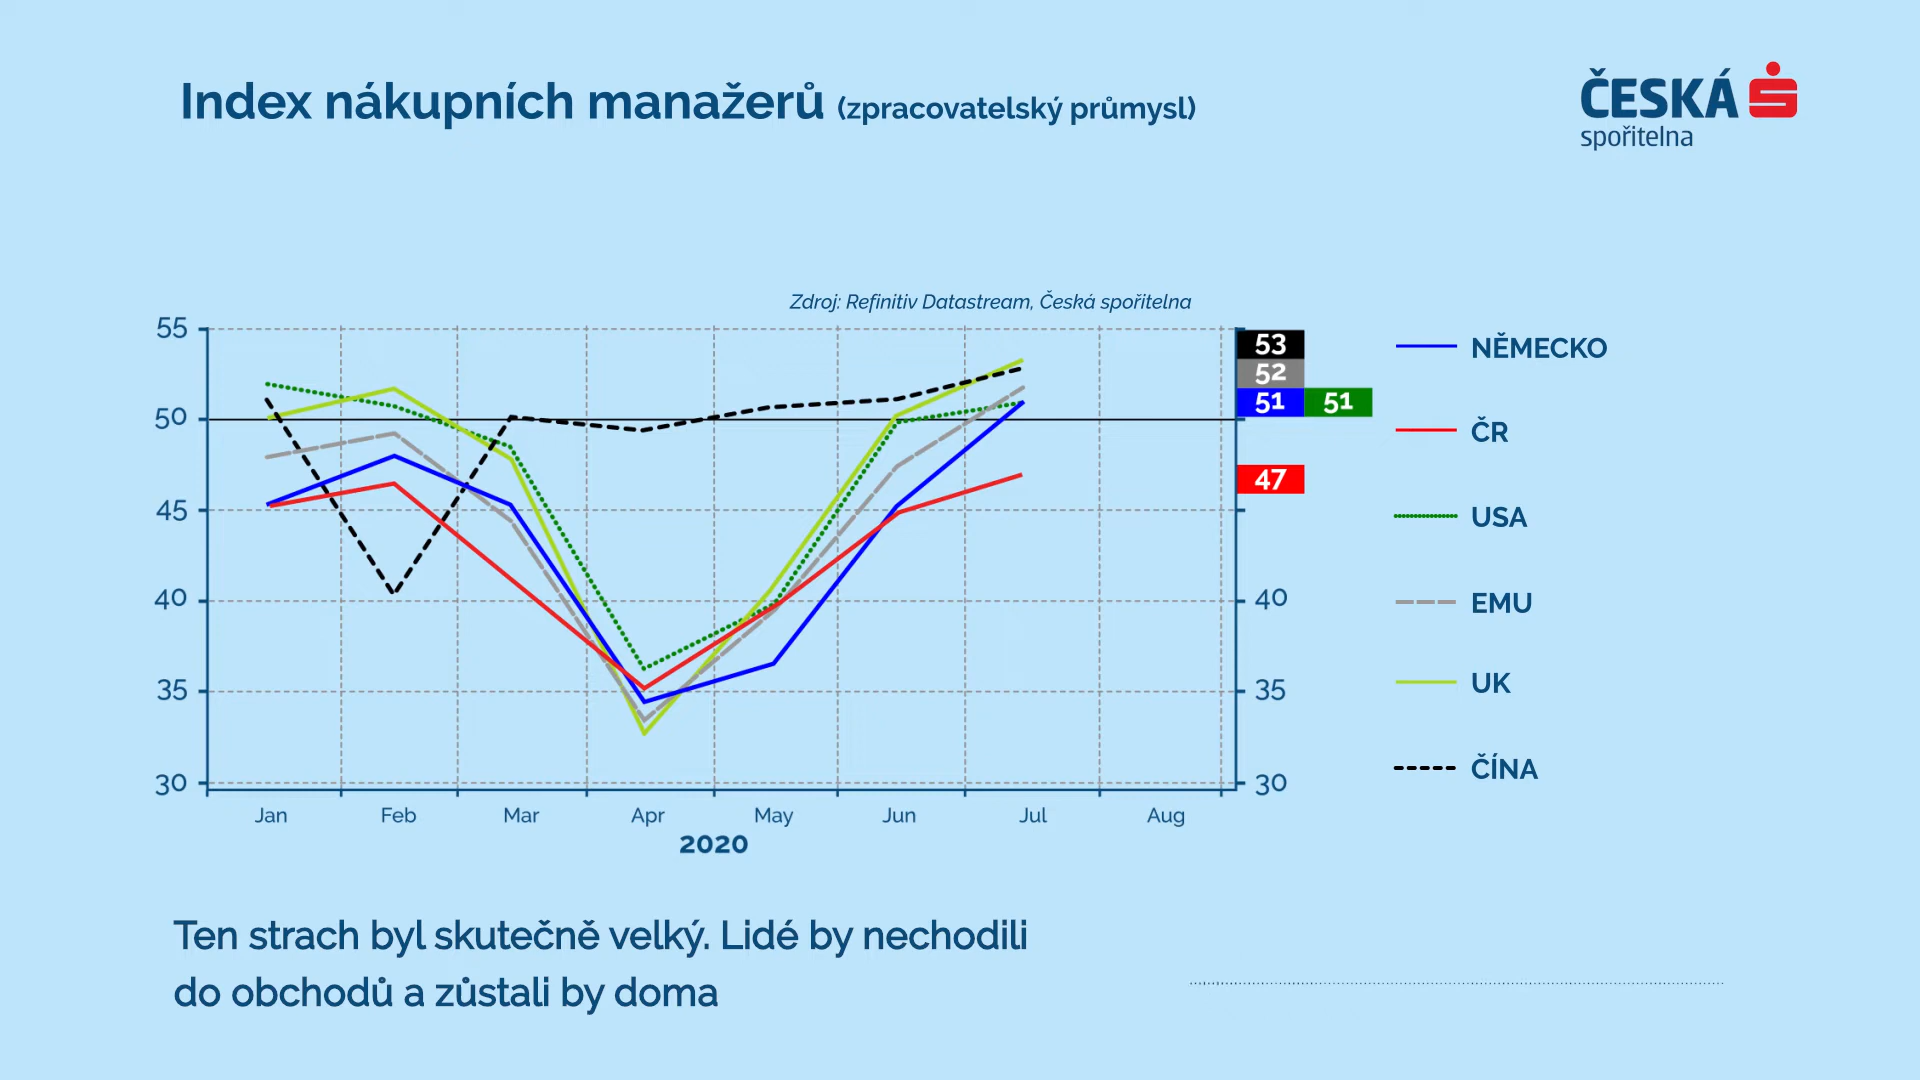 Index nákupních manažerů (zpracovatelský průmysl)
ČESKÁ
spořitelna
Zdroj: Refinitiv Datastream, Česká spořitelna
55
50
45
40
35
30
53
52
51 51
47
40
35
30
Jan Feb Mar Apr May Jun Jul Aug
2020
NĚMECKO
ČR
USA
EMU
UK
ČÍNA
Ten strach byl skutečně velký. Lidé by nechodili
do obchodů a zůstali by doma